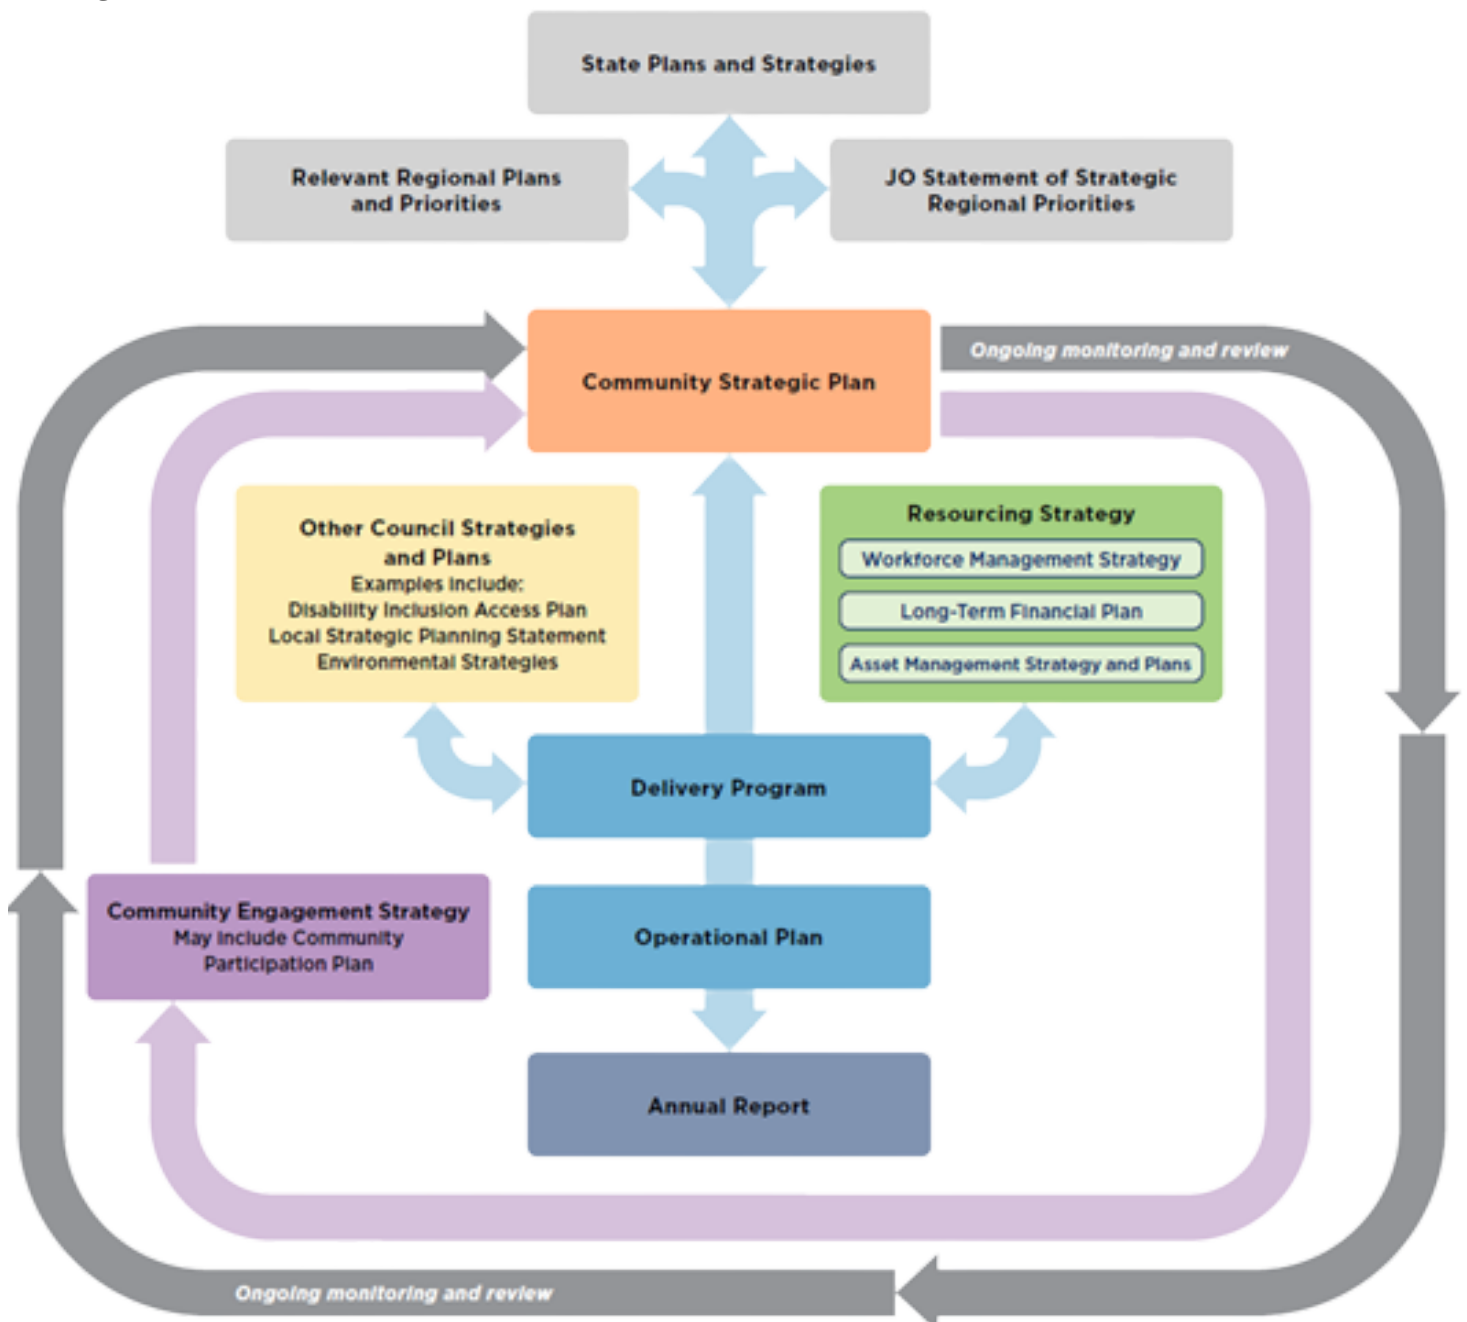 State Plans and Strategies
Relevant Regional Plans
and Priorities
JO Statement of Strategic
Regional Priorities
Community Strategic Plan
Ongoing monitoring and review
Other Council Strategies
and Plans
Examples include:
Disability Inclusion Access Plan
Local Strategic Planning Statement
Environmental Strategies
Resourcing Strategy
Workforce Management Strategy
Long-Term Financial Plan
Asset Management Strategy and Plans
Delivery Program
Community Engagement Strategy
May include Community
Participation Plan
Operational Plan
Annual Report
Ongoing monitoring and review